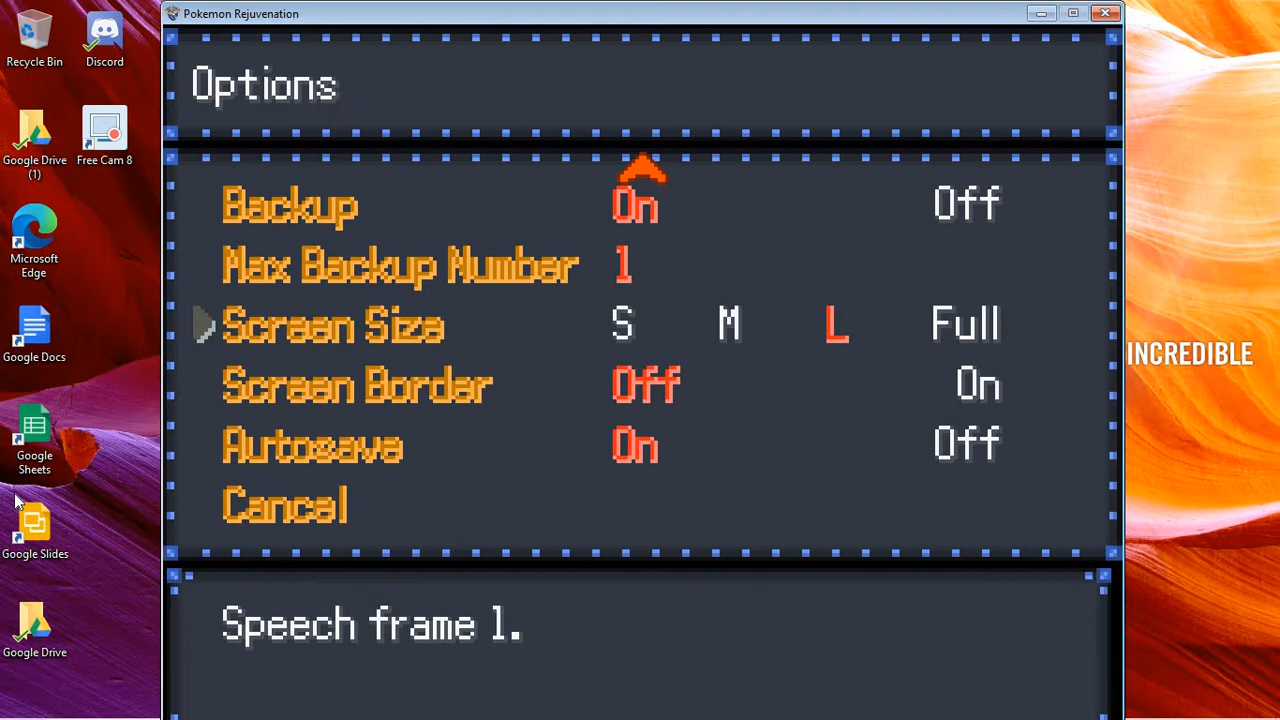 Recycle Bin
Discord
Google Drive
(1)
Free Cam 8
Microsoft
Edge
Google Docs
Google
Sheets
Google Slides
Google Drive
Pokemon Rejuvenation
Options
Backup On Off
Max Backup Number 1
Screen Size S M L Full
Screen Border Off On
Autosave On Off
Cancel
Speech frame 1.
INCREDIBLE